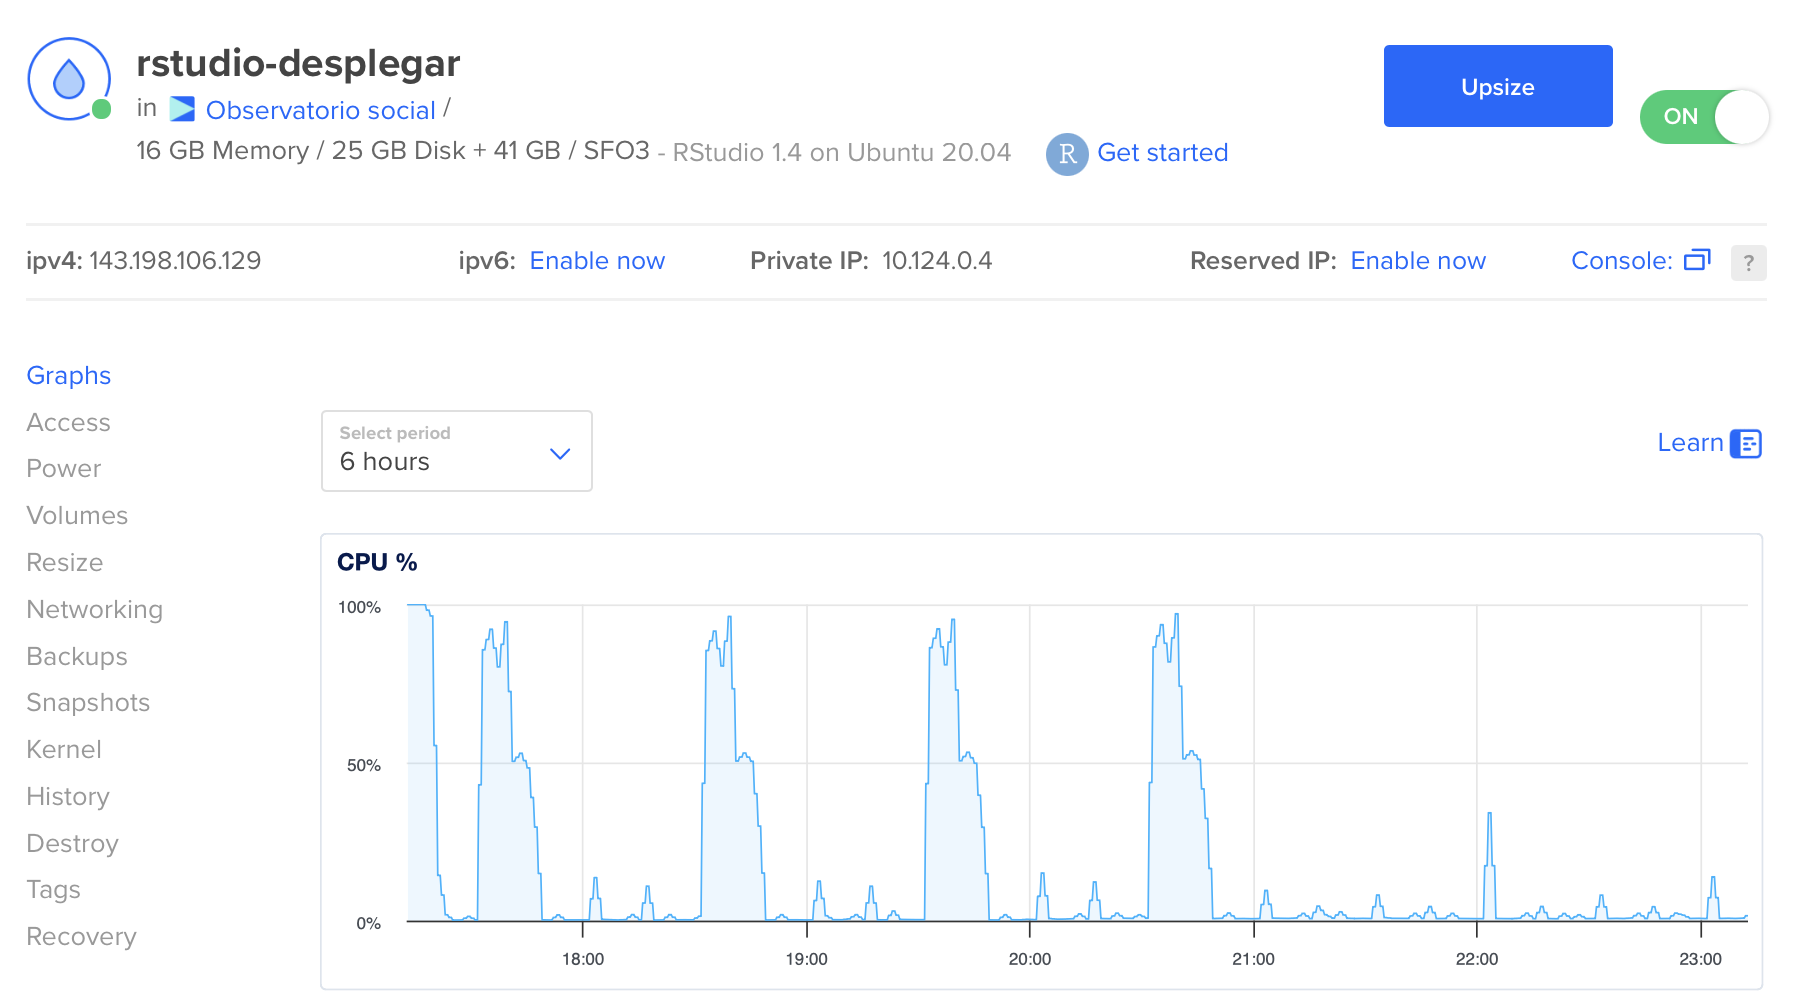 rstudio-desplegar
in Observatorio social /
16 GB Memory / 25 GB Disk + 41 GB / SFO3 - RStudio 1.4 on Ubuntu 20.04
R Get started
Upsize
ON
ipv4: 143.198.106.129
ipv6: Enable now
Private IP: 10.124.0.4
Reserved IP: Enable now
Console:
?
Graphs
Access
Power
Volumes
Resize
Networking
Backups
Snapshots
Kernel
History
Destroy
Tags
Recovery
Select period
6 hours
Learn
CPU %
100%
50%
0%
18:00 19:00 20:00 21:00 22:00 23:00